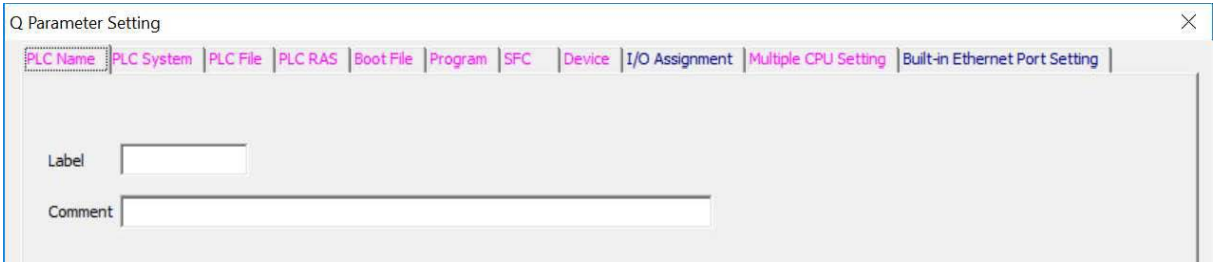 Q Parameter Setting
PLC Name PLC System PLC File PLC RAS Boot File Program SFC Device I/O Assignment Multiple CPU Setting Built-in Ethernet Port Setting
Label
Comment